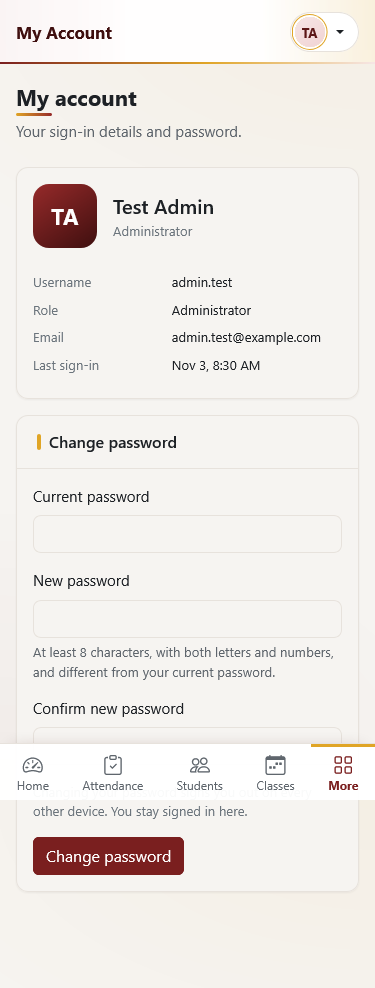 My Account
TA
My account
Your sign-in details and password.
TA
Test Admin
Administrator
Username
admin.test
Role
Administrator
Email
admin.test@example.com
Last sign-in
Nov 3, 8:30 AM
Change password
Current password
New password
At least 8 characters, with both letters and numbers,
and different from your current password.
Confirm new password
Home
Attendance
Students
Classes
More
other device. You stay signed in here.
Change password